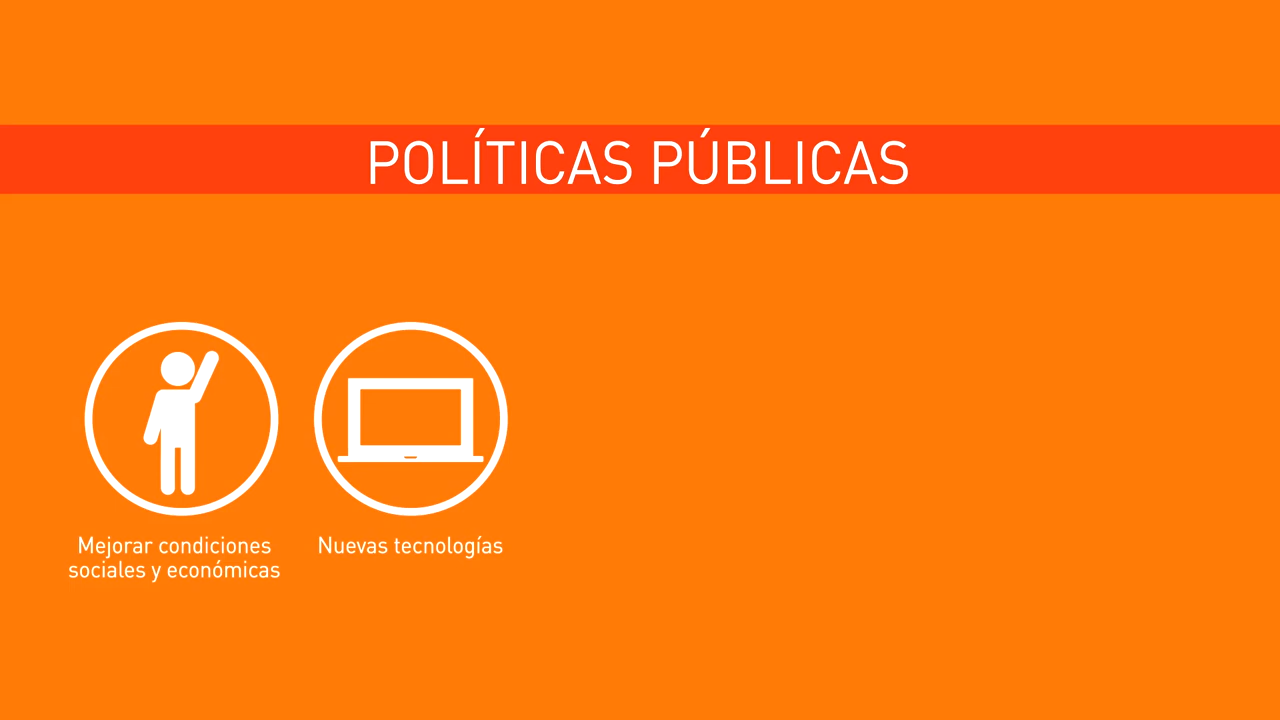 POLÍTICAS PÚBLICAS
Mejorar condiciones
sociales y económicas
Nuevas tecnologías